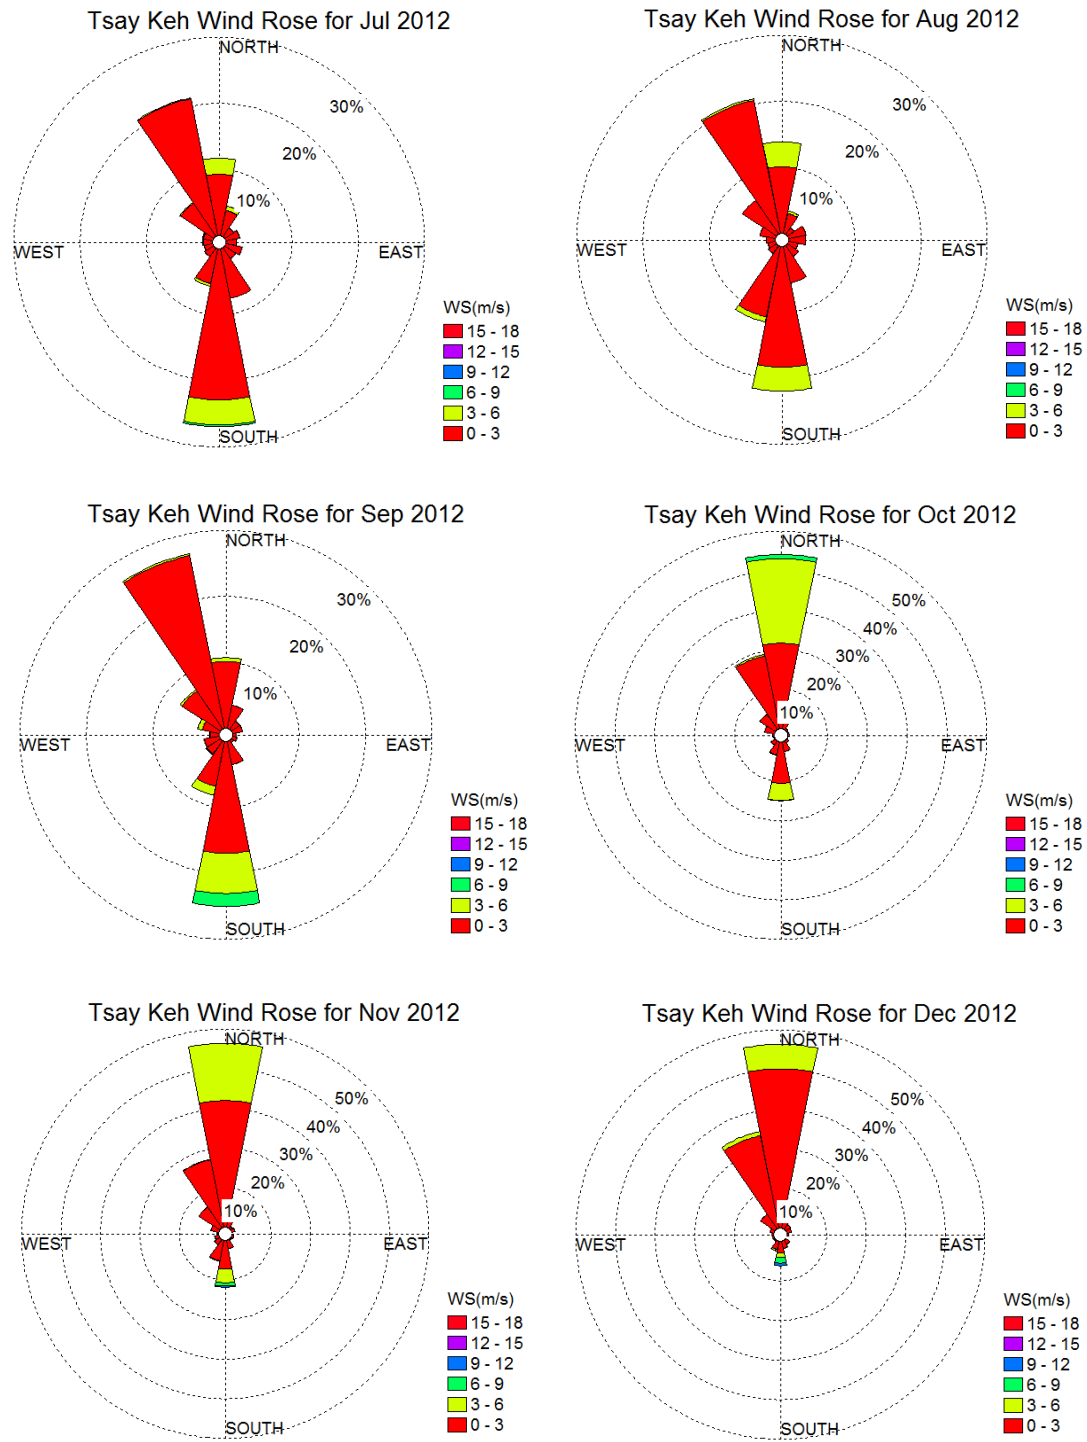 Tsay Keh Wind Rose for Jul 2012
NORTH
30%
20%
10%
WEST
EAST
SOUTH
WS(m/s)
15 - 18
12 - 15
9 - 12
6 - 9
3 - 6
0 - 3
Tsay Keh Wind Rose for Aug 2012
NORTH
30%
20%
10%
WEST
EAST
SOUTH
WS(m/s)
15 - 18
12 - 15
9 - 12
6 - 9
3 - 6
0 - 3
Tsay Keh Wind Rose for Sep 2012
NORTH
30%
20%
10%
WEST
EAST
SOUTH
WS(m/s)
15 - 18
12 - 15
9 - 12
6 - 9
3 - 6
0 - 3
Tsay Keh Wind Rose for Oct 2012
NORTH
50%
40%
30%
20%
10%
WEST
EAST
SOUTH
WS(m/s)
15 - 18
12 - 15
9 - 12
6 - 9
3 - 6
0 - 3
Tsay Keh Wind Rose for Nov 2012
NORTH
50%
40%
30%
20%
10%
WEST
EAST
SOUTH
WS(m/s)
15 - 18
12 - 15
9 - 12
6 - 9
3 - 6
0 - 3
Tsay Keh Wind Rose for Dec 2012
NORTH
50%
40%
30%
20%
10%
WEST
EAST
SOUTH
WS(m/s)
15 - 18
12 - 15
9 - 12
6 - 9
3 - 6
0 - 3